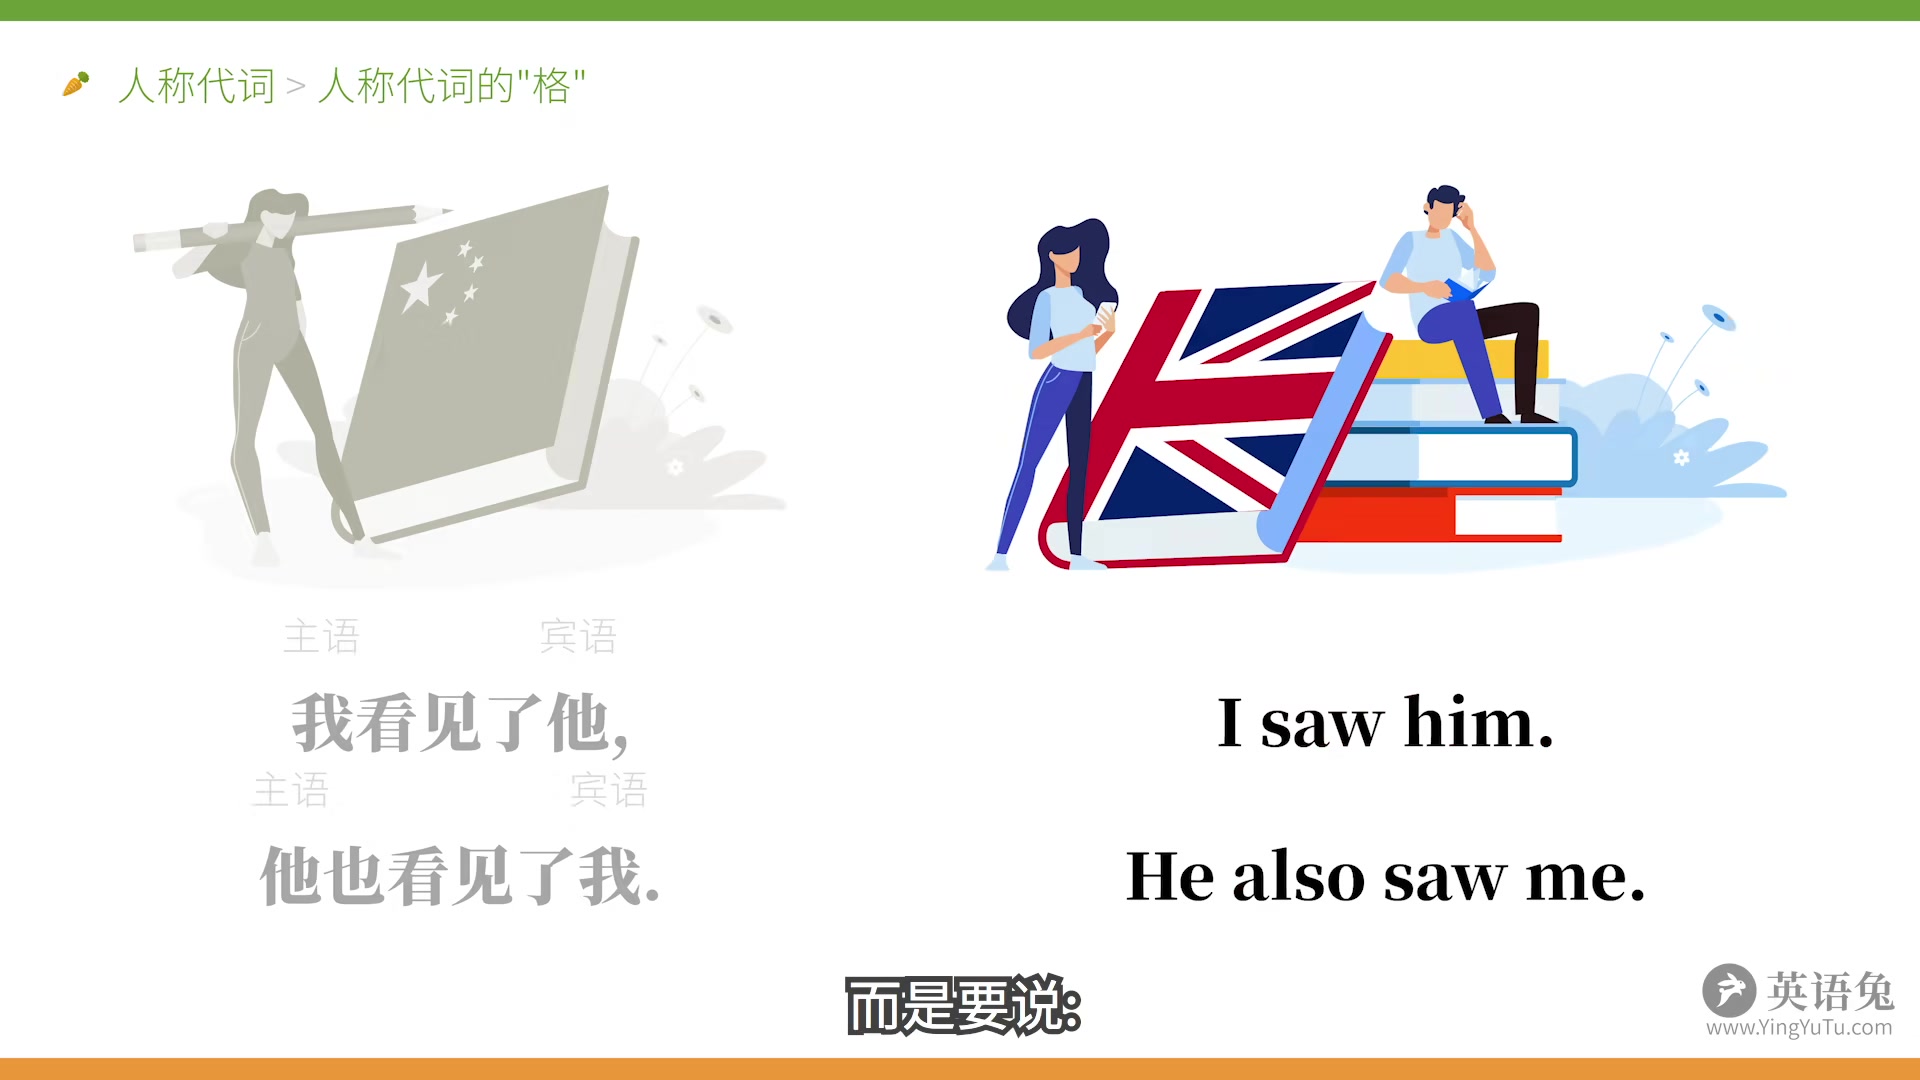 人称代词 > 人称代词的"格"
主语 宾语
我看见了他,
主语 宾语
他也看见了我.
I saw him.
He also saw me.
而是要说:
英语兔
www.YingYuTu.com